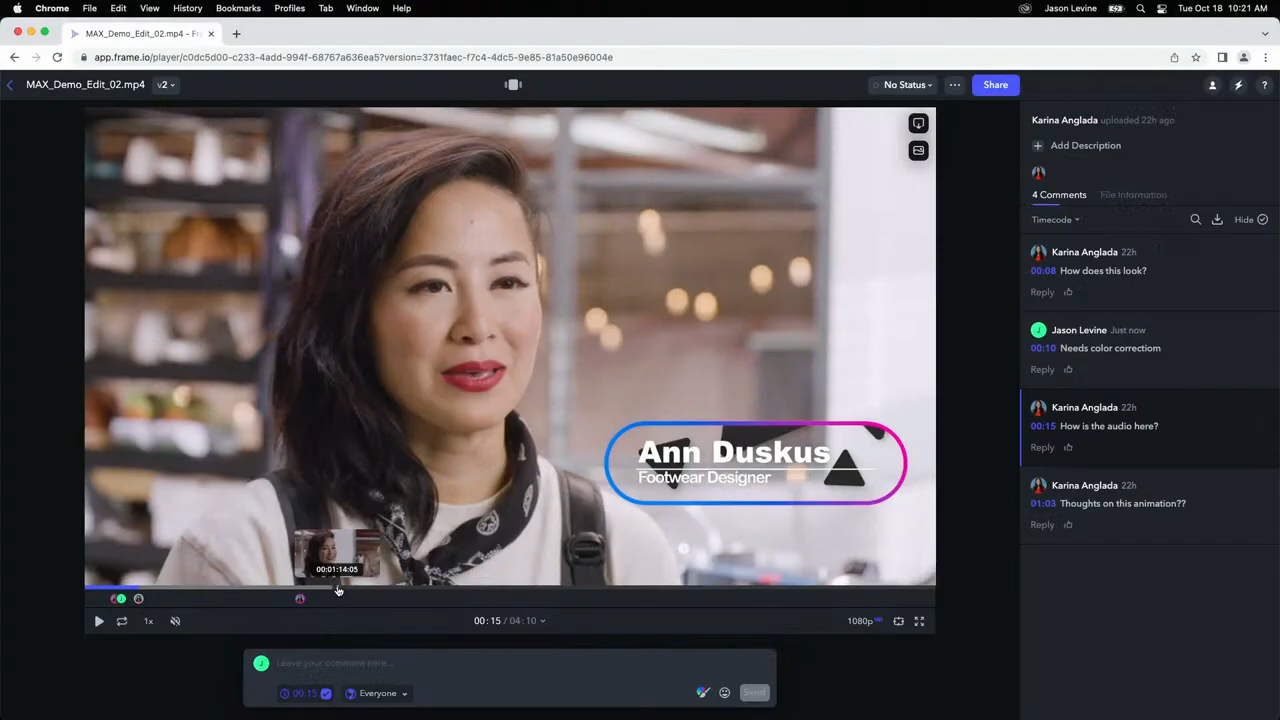 Chrome File Edit View History Bookmarks Profiles Tab Window Help Jason Levine Tue Oct 18 10:21 AM
MAX_Demo_Edit_02.mp4 - Fr
app.frame.io/player/c0dc5d00-c233-4add-994f-68767a636ea5?version=3731faec-f7c4-4dc5-9e85-81a50e96004e
MAX_Demo_Edit_02.mp4 v2 No Status Share
Karina Anglada uploaded 22h ago
Add Description
4 Comments File Information
Timecode Hide
Karina Anglada 22h
00:08 How does this look?
Reply
J Jason Levine Just now
00:10 Needs color correctiom
Reply
Karina Anglada 22h
00:15 How is the audio here?
Reply
Karina Anglada 22h
01:03 Thoughts on this animation??
Reply
Ann Duskus
Footwear Designer
00:01:14:05
J
1x 00:15 / 04:10 1080p HD
J Leave your comment here...
00:15 Everyone Send